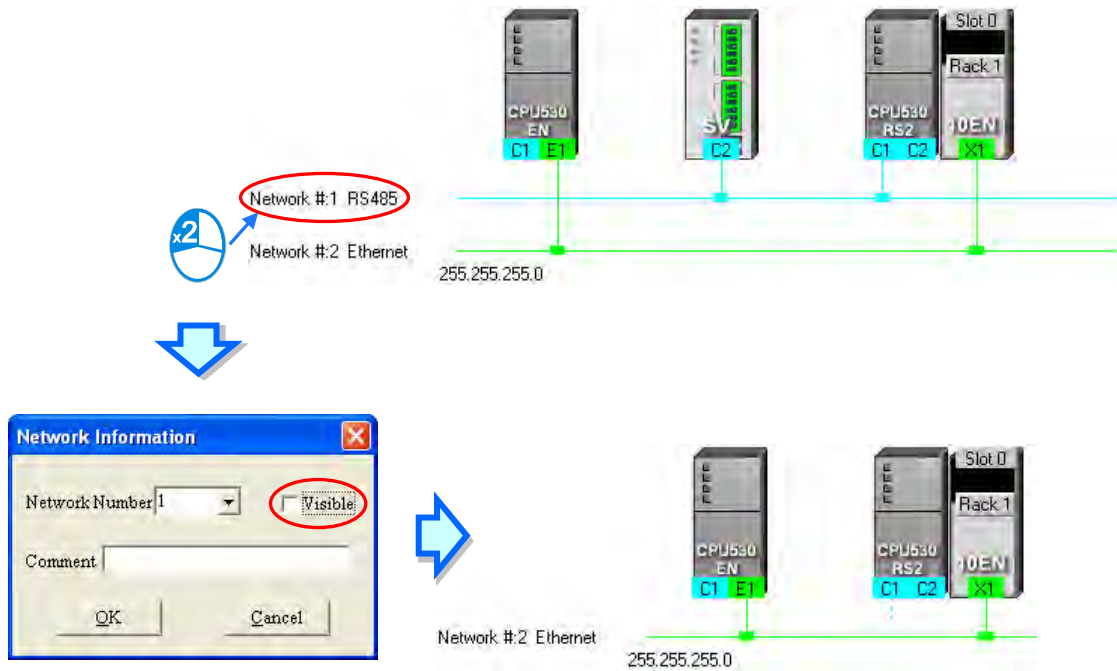 Slot 0
Rack 1
CPU530
EN
C1 E1
SV
C2
CPU530
RS2
C1 C2
10EN
X1
Network #:1 RS485
x2
Network #:2 Ethernet
255.255.255.0
Network Information
Network Number 1
Visible
Comment
OK
Cancel
Slot 0
Rack 1
CPU530
EN
C1 E1
CPU530
RS2
C1 C2
10EN
X1
Network #:2 Ethernet
255.255.255.0